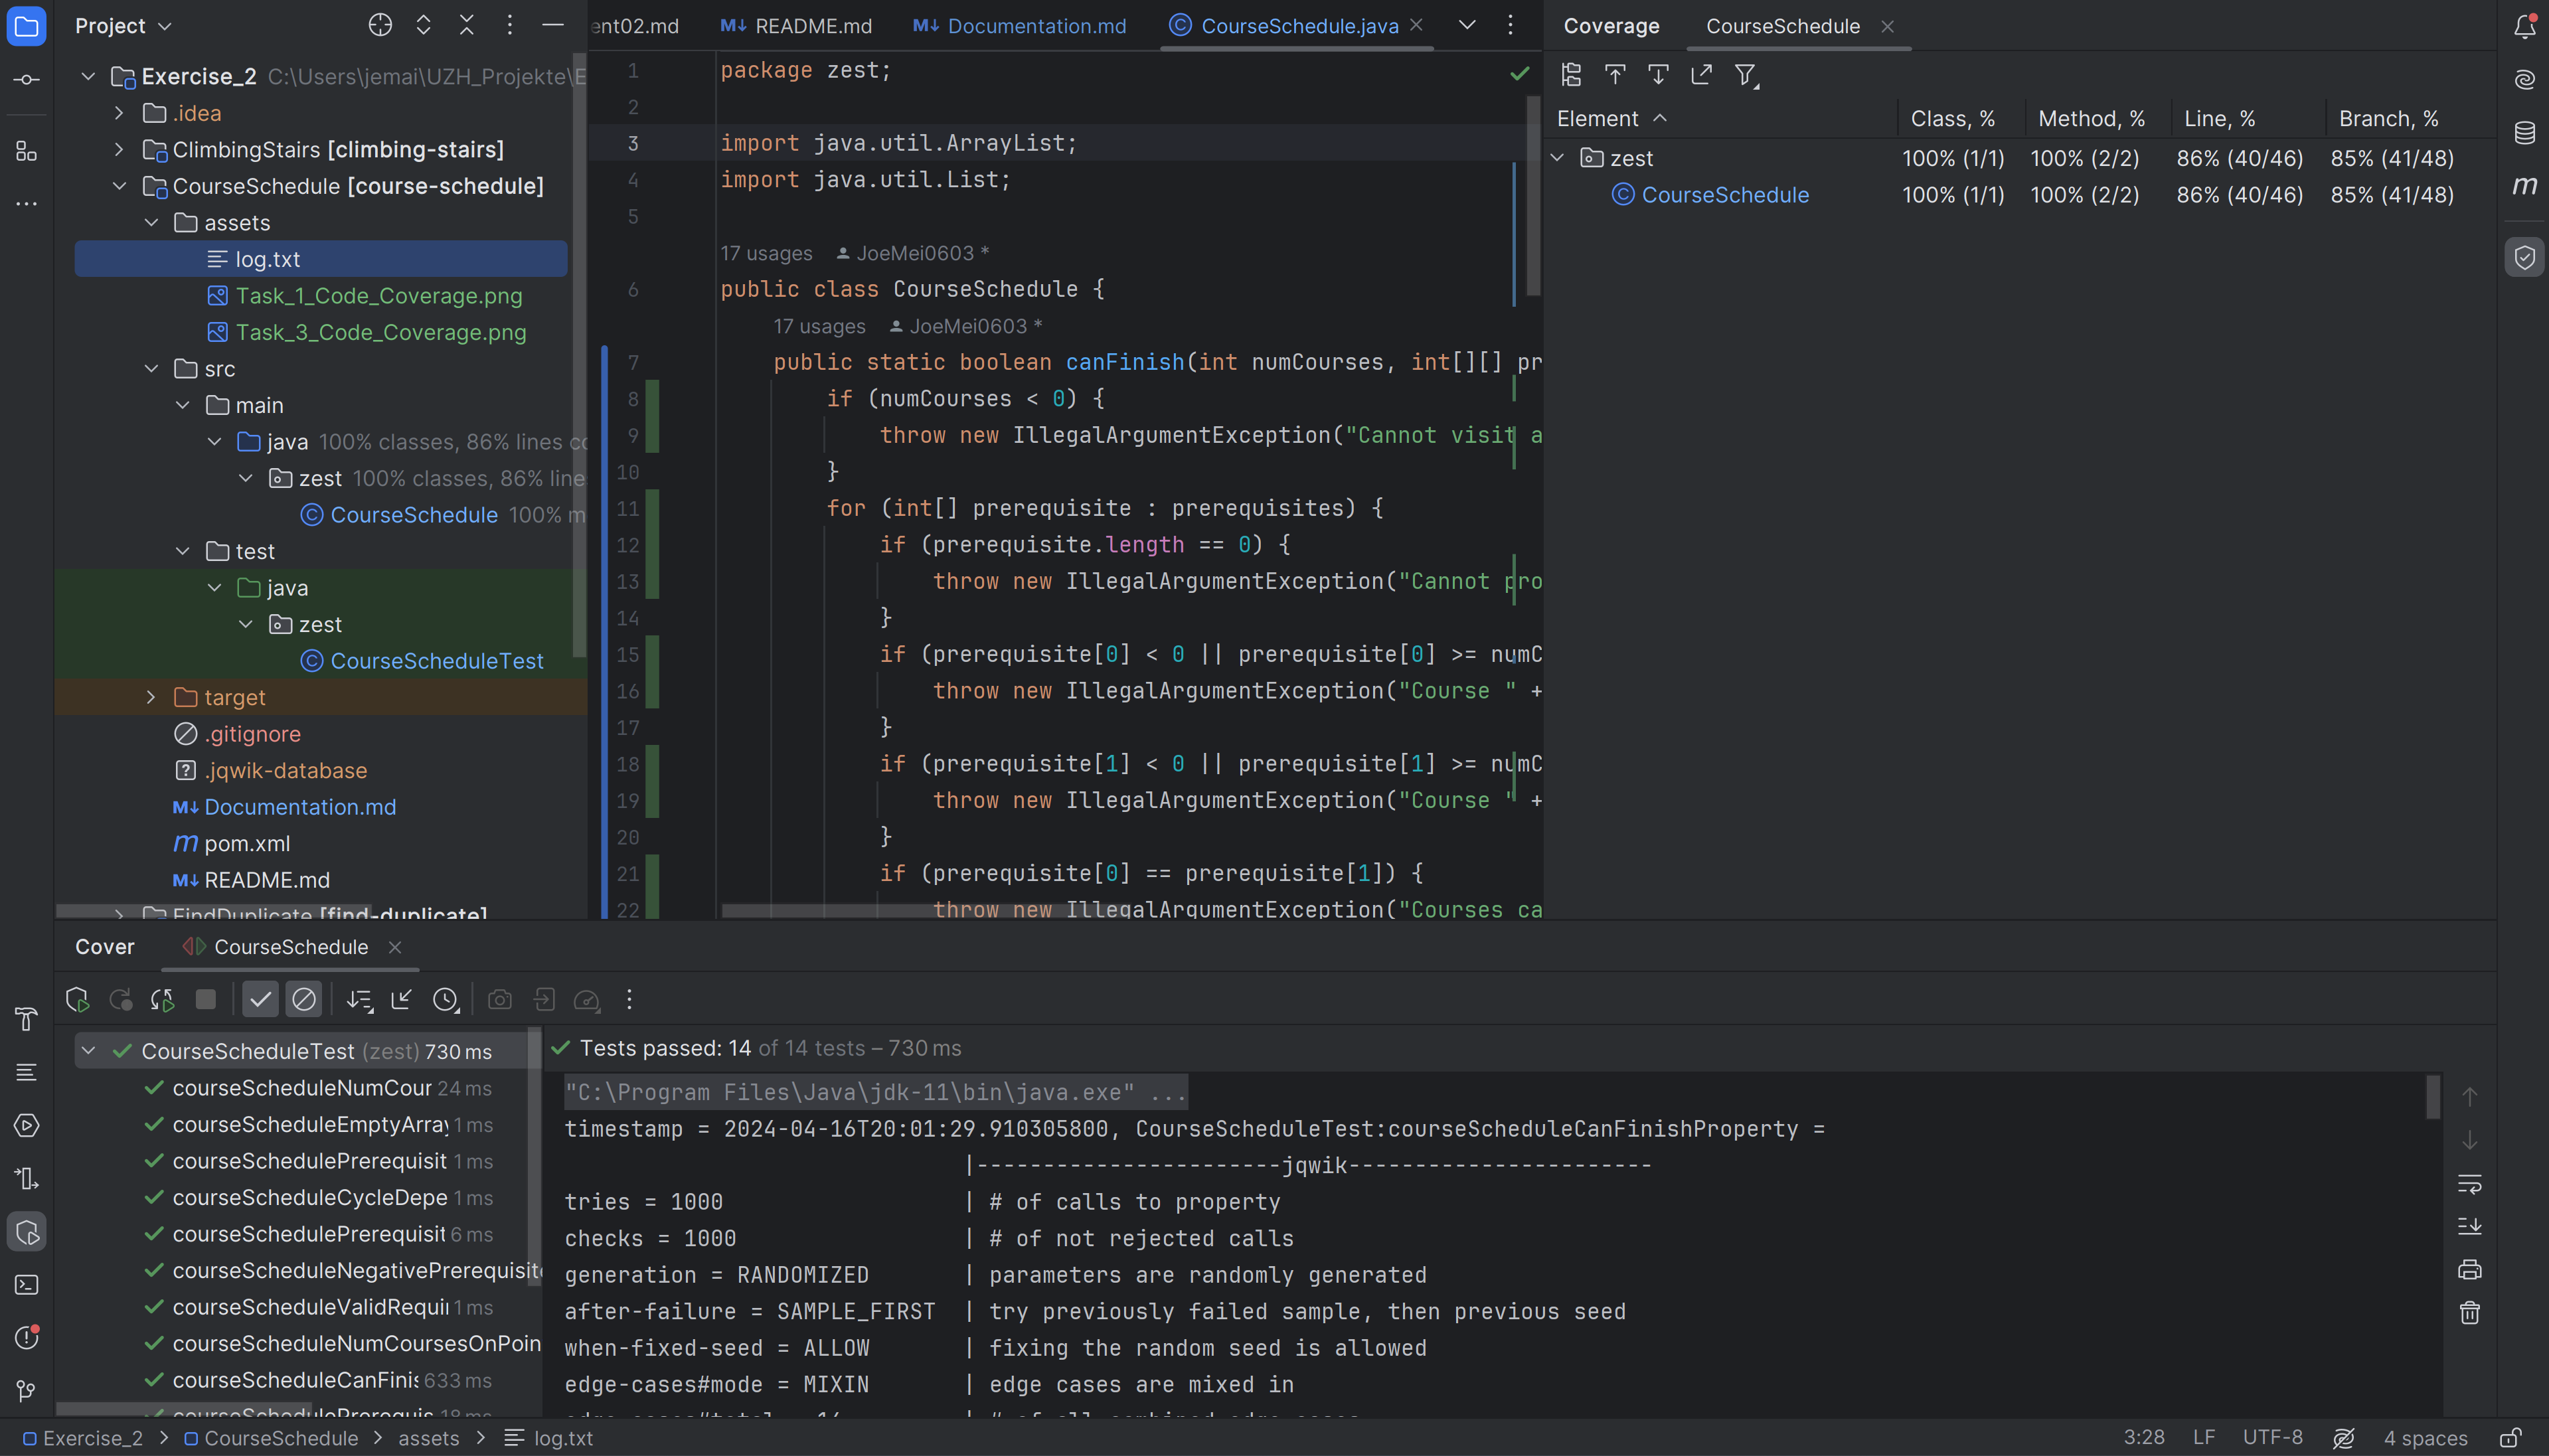 Project
Exercise_2 C:\Users\jemai\UZH_Projekte\E
.idea
ClimbingStairs [climbing-stairs]
CourseSchedule [course-schedule]
assets
log.txt
Task_1_Code_Coverage.png
Task_3_Code_Coverage.png
src
main
java 100% classes, 86% lines co
zest 100% classes, 86% line
CourseSchedule 100% m
test
java
zest
CourseScheduleTest
target
.gitignore
.jqwik-database
Documentation.md
pom.xml
README.md
FindDuplicate [find-duplicate]
ent02.md README.md Documentation.md CourseSchedule.java
1 package zest;
2
3 import java.util.ArrayList;
4 import java.util.List;
5
17 usages JoeMei0603 *
6 public class CourseSchedule {
17 usages JoeMei0603 *
7 public static boolean canFinish(int numCourses, int[][] pr
8 if (numCourses < 0) {
9 throw new IllegalArgumentException("Cannot visit a
10 }
11 for (int[] prerequisite : prerequisites) {
12 if (prerequisite.length == 0) {
13 throw new IllegalArgumentException("Cannot pro
14 }
15 if (prerequisite[0] < 0 || prerequisite[0] >= numC
16 throw new IllegalArgumentException("Course " +
17 }
18 if (prerequisite[1] < 0 || prerequisite[1] >= numC
19 throw new IllegalArgumentException("Course " +
20 }
21 if (prerequisite[0] == prerequisite[1]) {
22 throw new IllegalArgumentException("Courses ca
Coverage CourseSchedule
Element Class, % Method, % Line, % Branch, %
zest 100% (1/1) 100% (2/2) 86% (40/46) 85% (41/48)
CourseSchedule 100% (1/1) 100% (2/2) 86% (40/46) 85% (41/48)
Cover CourseSchedule
CourseScheduleTest (zest) 730 ms
courseScheduleNumCour 24 ms
courseScheduleEmptyArray 1 ms
courseSchedulePrerequisit 1 ms
courseScheduleCycleDepe 1 ms
courseSchedulePrerequisit 6 ms
courseScheduleNegativePrerequisite
courseScheduleValidRequir 1 ms
courseScheduleNumCoursesOnPoin
courseScheduleCanFinis 633 ms
courseSchedulePrerequis 18 ms
Tests passed: 14 of 14 tests – 730 ms
"C:\Program Files\Java\jdk-11\bin\java.exe" ...
timestamp = 2024-04-16T20:01:29.910305800, CourseScheduleTest:courseScheduleCanFinishProperty =
|-----------------------jqwik-----------------------
tries = 1000 | # of calls to property
checks = 1000 | # of not rejected calls
generation = RANDOMIZED | parameters are randomly generated
after-failure = SAMPLE_FIRST | try previously failed sample, then previous seed
when-fixed-seed = ALLOW | fixing the random seed is allowed
edge-cases#mode = MIXIN | edge cases are mixed in
edge-cases#total = 16 | # of all combined edge cases
Exercise_2 > CourseSchedule > assets > log.txt
3:28 LF UTF-8 4 spaces